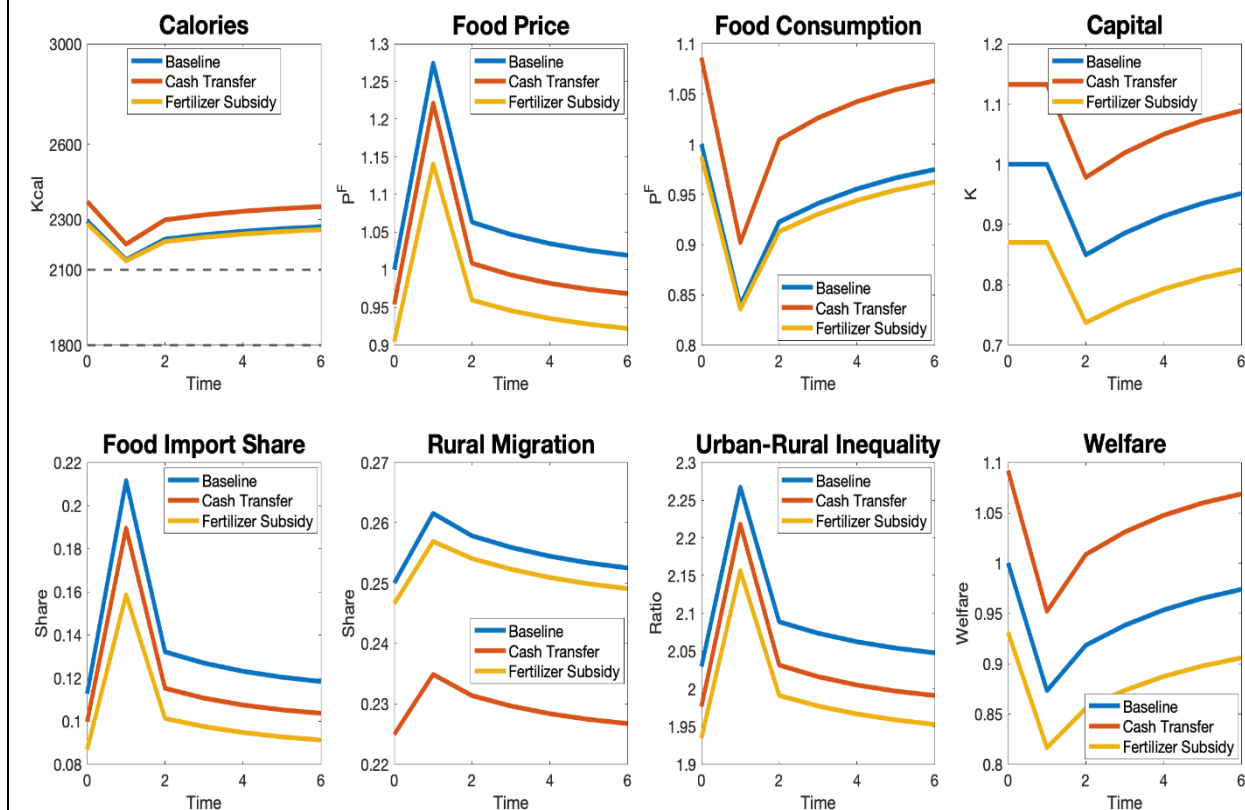 Calories
3000
2600
2300
2100
1800
Kcal
Baseline
Cash Transfer
Fertilizer Subsidy
0 2 4 6
Time
Food Price
1.3
1.25
1.2
1.15
1.1
1.05
1
0.95
0.9
P^F
Baseline
Cash Transfer
Fertilizer Subsidy
0 2 4 6
Time
Food Consumption
1.1
1.05
1
0.95
0.9
0.85
0.8
P^F
Baseline
Cash Transfer
Fertilizer Subsidy
0 2 4 6
Time
Capital
1.2
1.1
1
0.9
0.8
0.7
K
Baseline
Cash Transfer
Fertilizer Subsidy
0 2 4 6
Time
Food Import Share
0.22
0.2
0.18
0.16
0.14
0.12
0.1
0.08
Share
Baseline
Cash Transfer
Fertilizer Subsidy
0 2 4 6
Time
Rural Migration
0.27
0.26
0.25
0.24
0.23
0.22
Share
Baseline
Cash Transfer
Fertilizer Subsidy
0 2 4 6
Time
Urban-Rural Inequality
2.3
2.25
2.2
2.15
2.1
2.05
2
1.95
1.9
Ratio
Baseline
Cash Transfer
Fertilizer Subsidy
0 2 4 6
Time
Welfare
1.1
1.05
1
0.95
0.9
0.85
0.8
Welfare
Baseline
Cash Transfer
Fertilizer Subsidy
0 2 4 6
Time